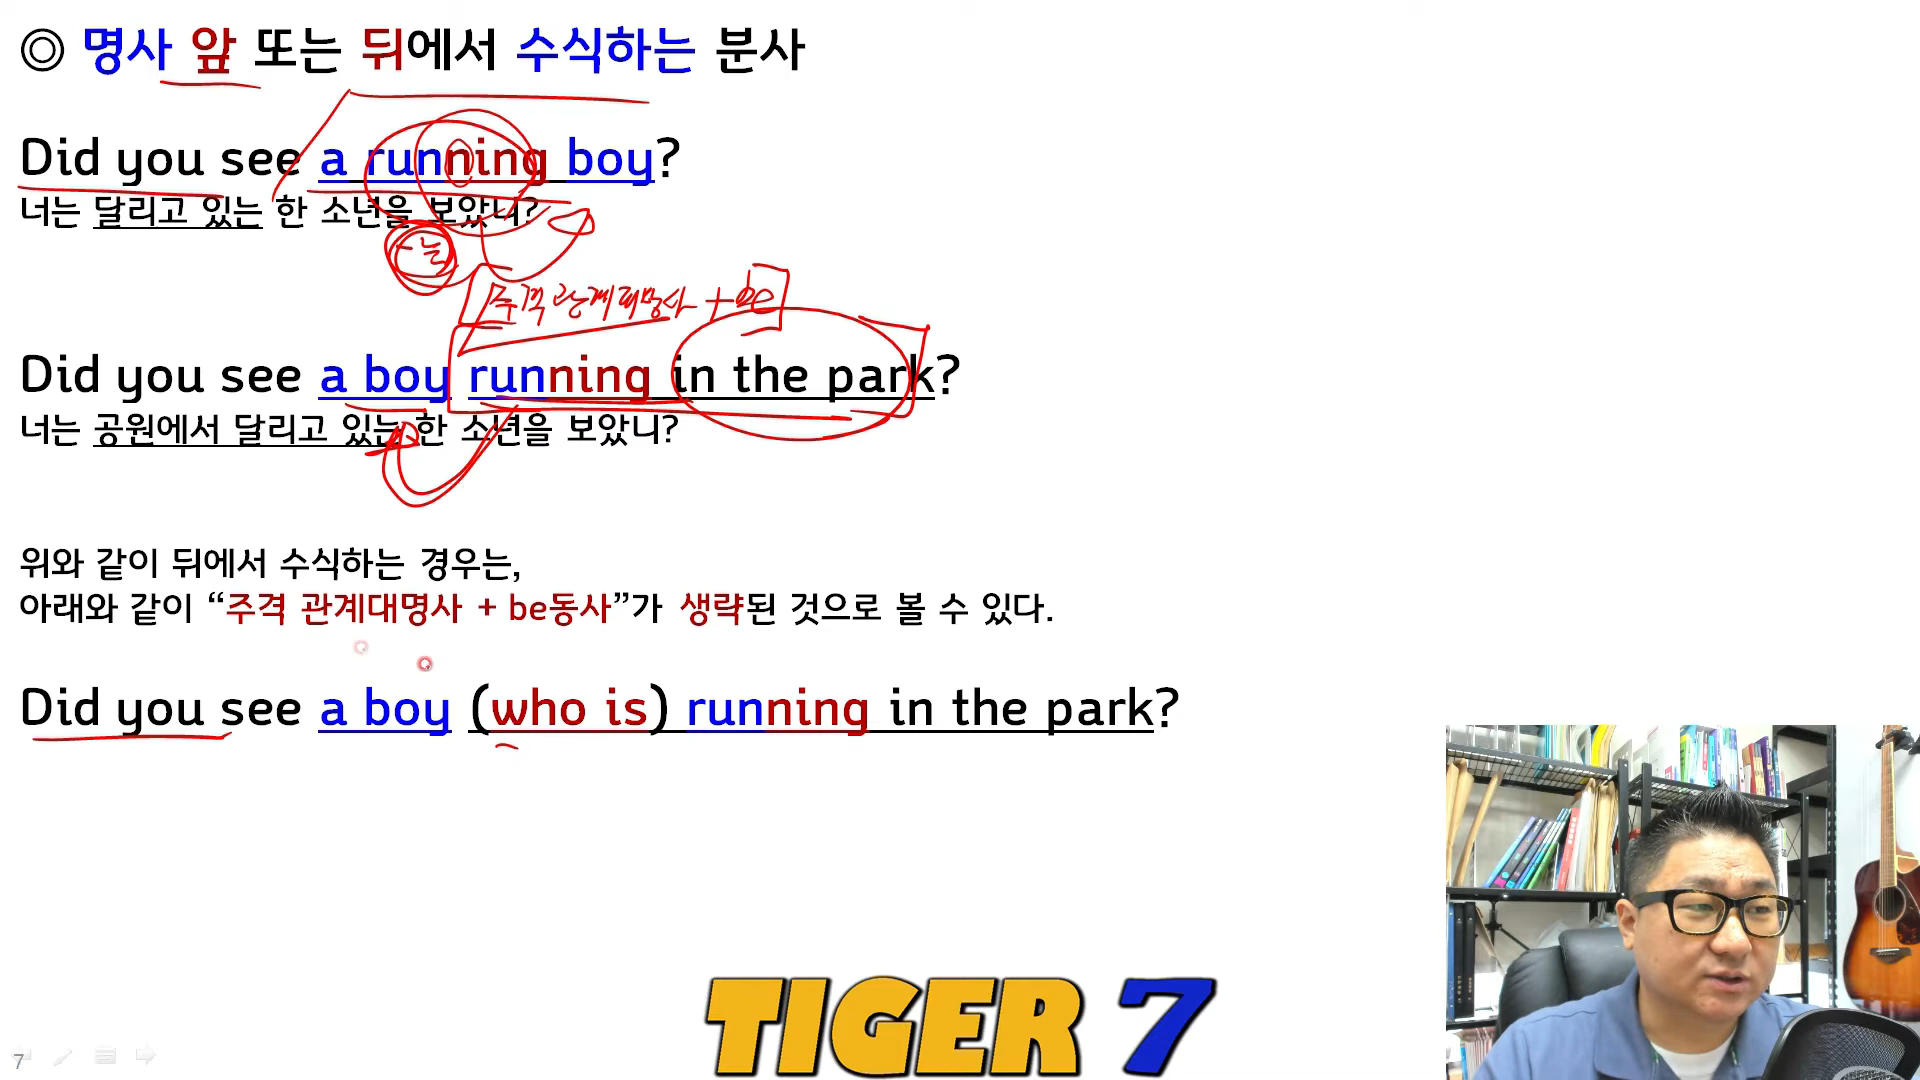 ◎ 명사 앞 또는 뒤에서 수식하는 분사
Did you see a running boy?
너는 달리고 있는 한 소년을 보았니?
-는
주격 관계대명사 + be
Did you see a boy running in the park?
너는 공원에서 달리고 있는 한 소년을 보았니?
위와 같이 뒤에서 수식하는 경우는,
아래와 같이 “주격 관계대명사 + be동사”가 생략된 것으로 볼 수 있다.
Did you see a boy (who is) running in the park?
TIGER 7
7